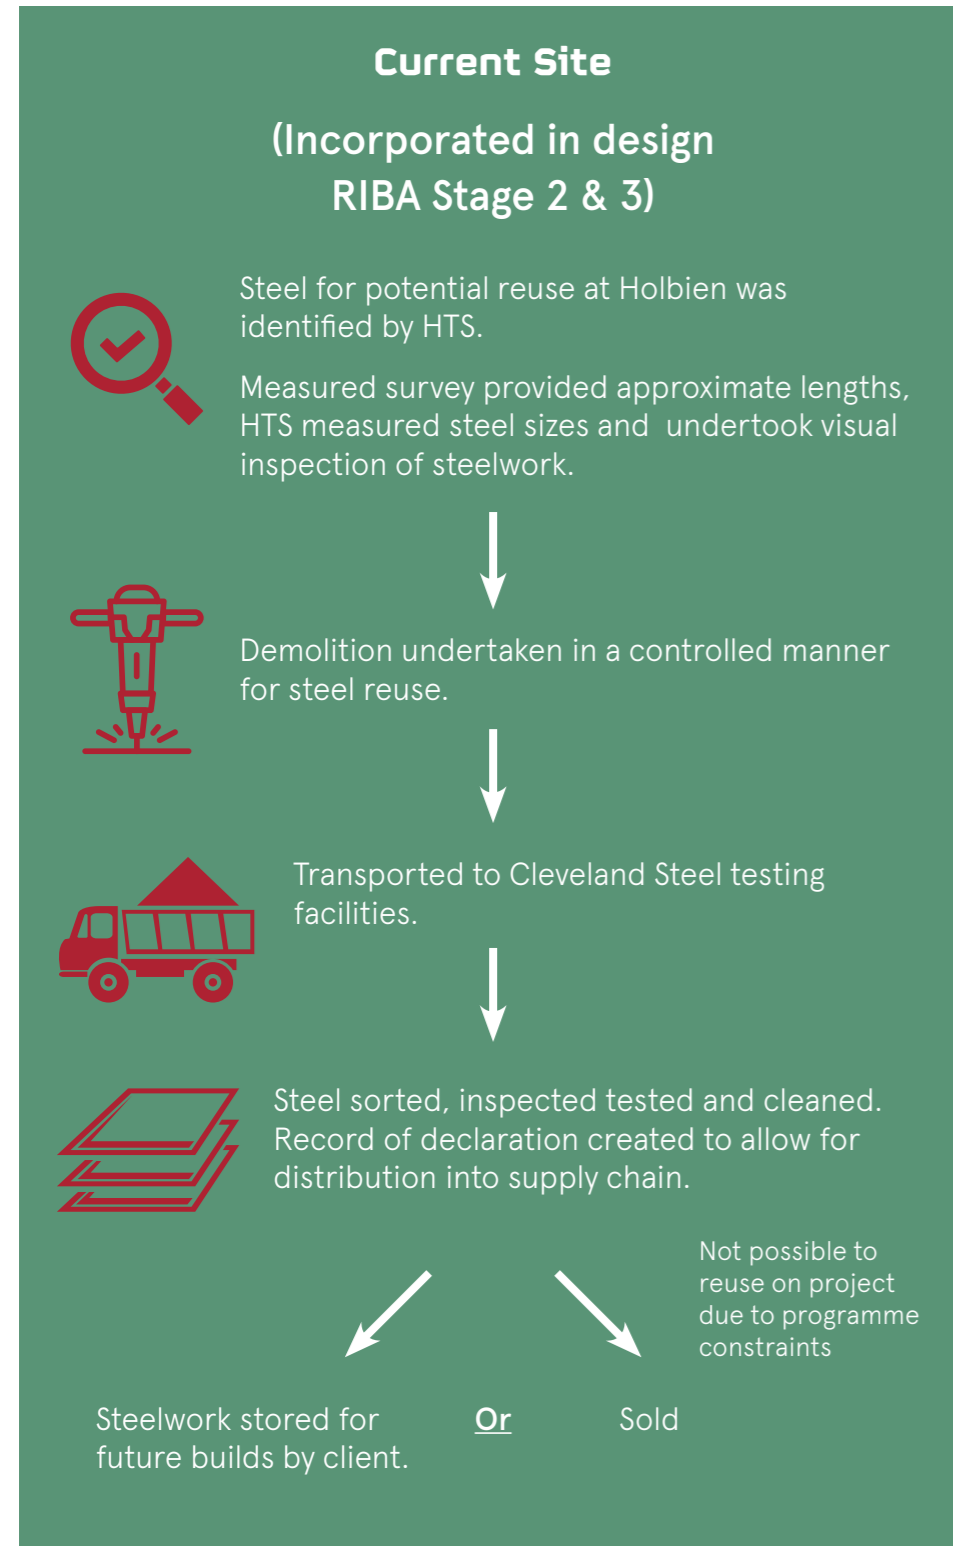 Current Site
(Incorporated in design
RIBA Stage 2 & 3)
Steel for potential reuse at Holbien was
identified by HTS.
Measured survey provided approximate lengths,
HTS measured steel sizes and  undertook visual
inspection of steelwork.
Demolition undertaken in a controlled manner
for steel reuse.
Transported to Cleveland Steel testing
facilities.
Steel sorted, inspected tested and cleaned.
Record of declaration created to allow for
distribution into supply chain.
Not possible to
reuse on project
due to programme
constraints
Steelwork stored for
future builds by client.
Or
Sold